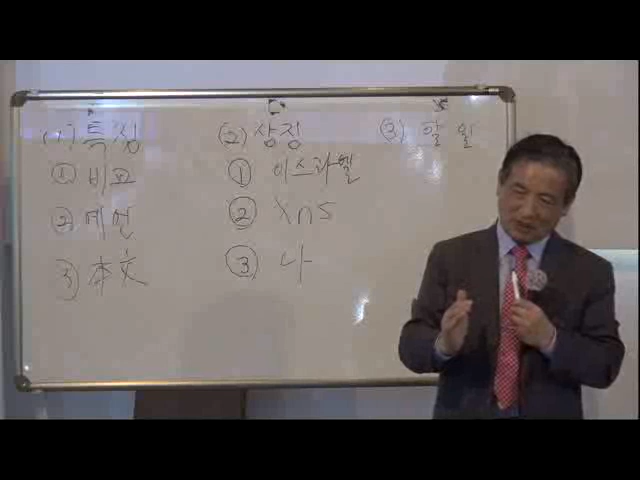 (1) 특징
① 비교
② 예언
③ 本文
(2) 상징
① 이스라엘
② Xns
③ 나
(3) 할 일